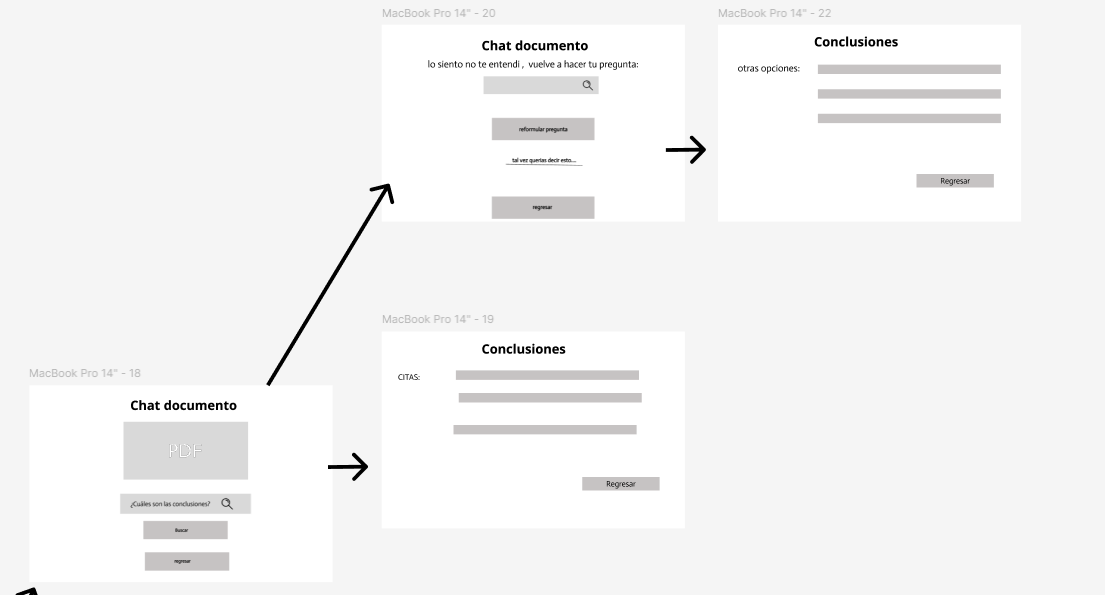 MacBook Pro 14" - 20
Chat documento
lo siento no te entendi , vuelve a hacer tu pregunta:
reformular pregunta
tal vez querias decir esto...
regresar
MacBook Pro 14" - 22
Conclusiones
otras opciones:
Regresar
MacBook Pro 14" - 19
Conclusiones
CITAS:
Regresar
MacBook Pro 14" - 18
Chat documento
PDF
¿Cuáles son las conclusiones?
Buscar
regresar